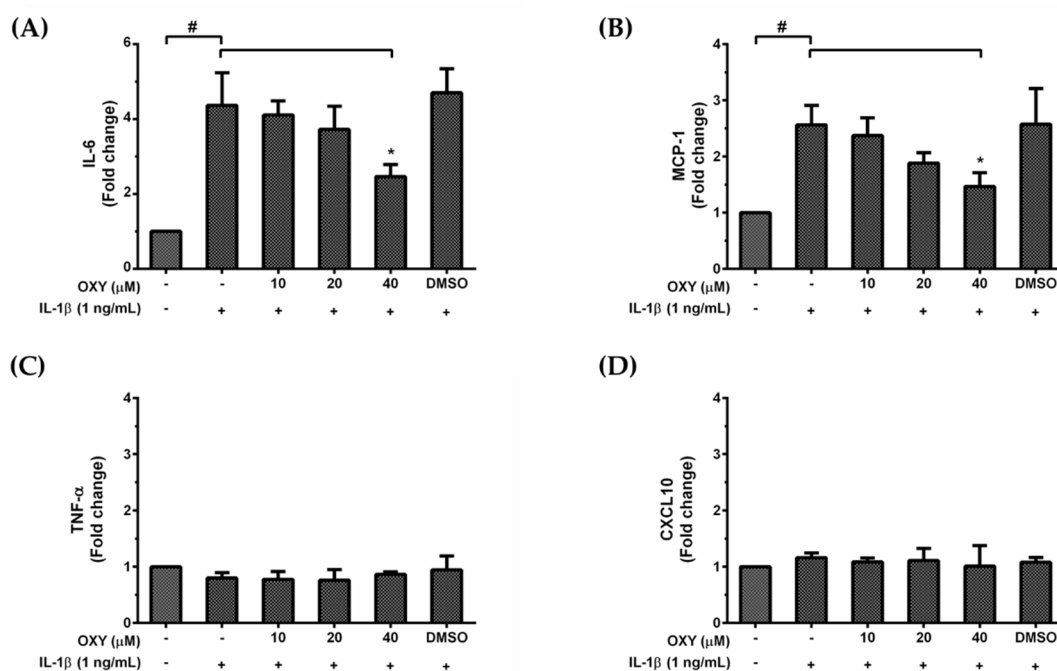 (A)
#
6
4
2
0
IL-6
(Fold change)
*
OXY (μM) - - 10 20 40 DMSO
IL-1β (1 ng/mL) - + + + + +
(B)
#
4
3
2
1
0
MCP-1
(Fold change)
*
OXY (μM) - - 10 20 40 DMSO
IL-1β (1 ng/mL) - + + + + +
(C)
4
3
2
1
0
TNF-α
(Fold change)
OXY (μM) - - 10 20 40 DMSO
IL-1β (1 ng/mL) - + + + + +
(D)
4
3
2
1
0
CXCL10
(Fold change)
OXY (μM) - - 10 20 40 DMSO
IL-1β (1 ng/mL) - + + + + +